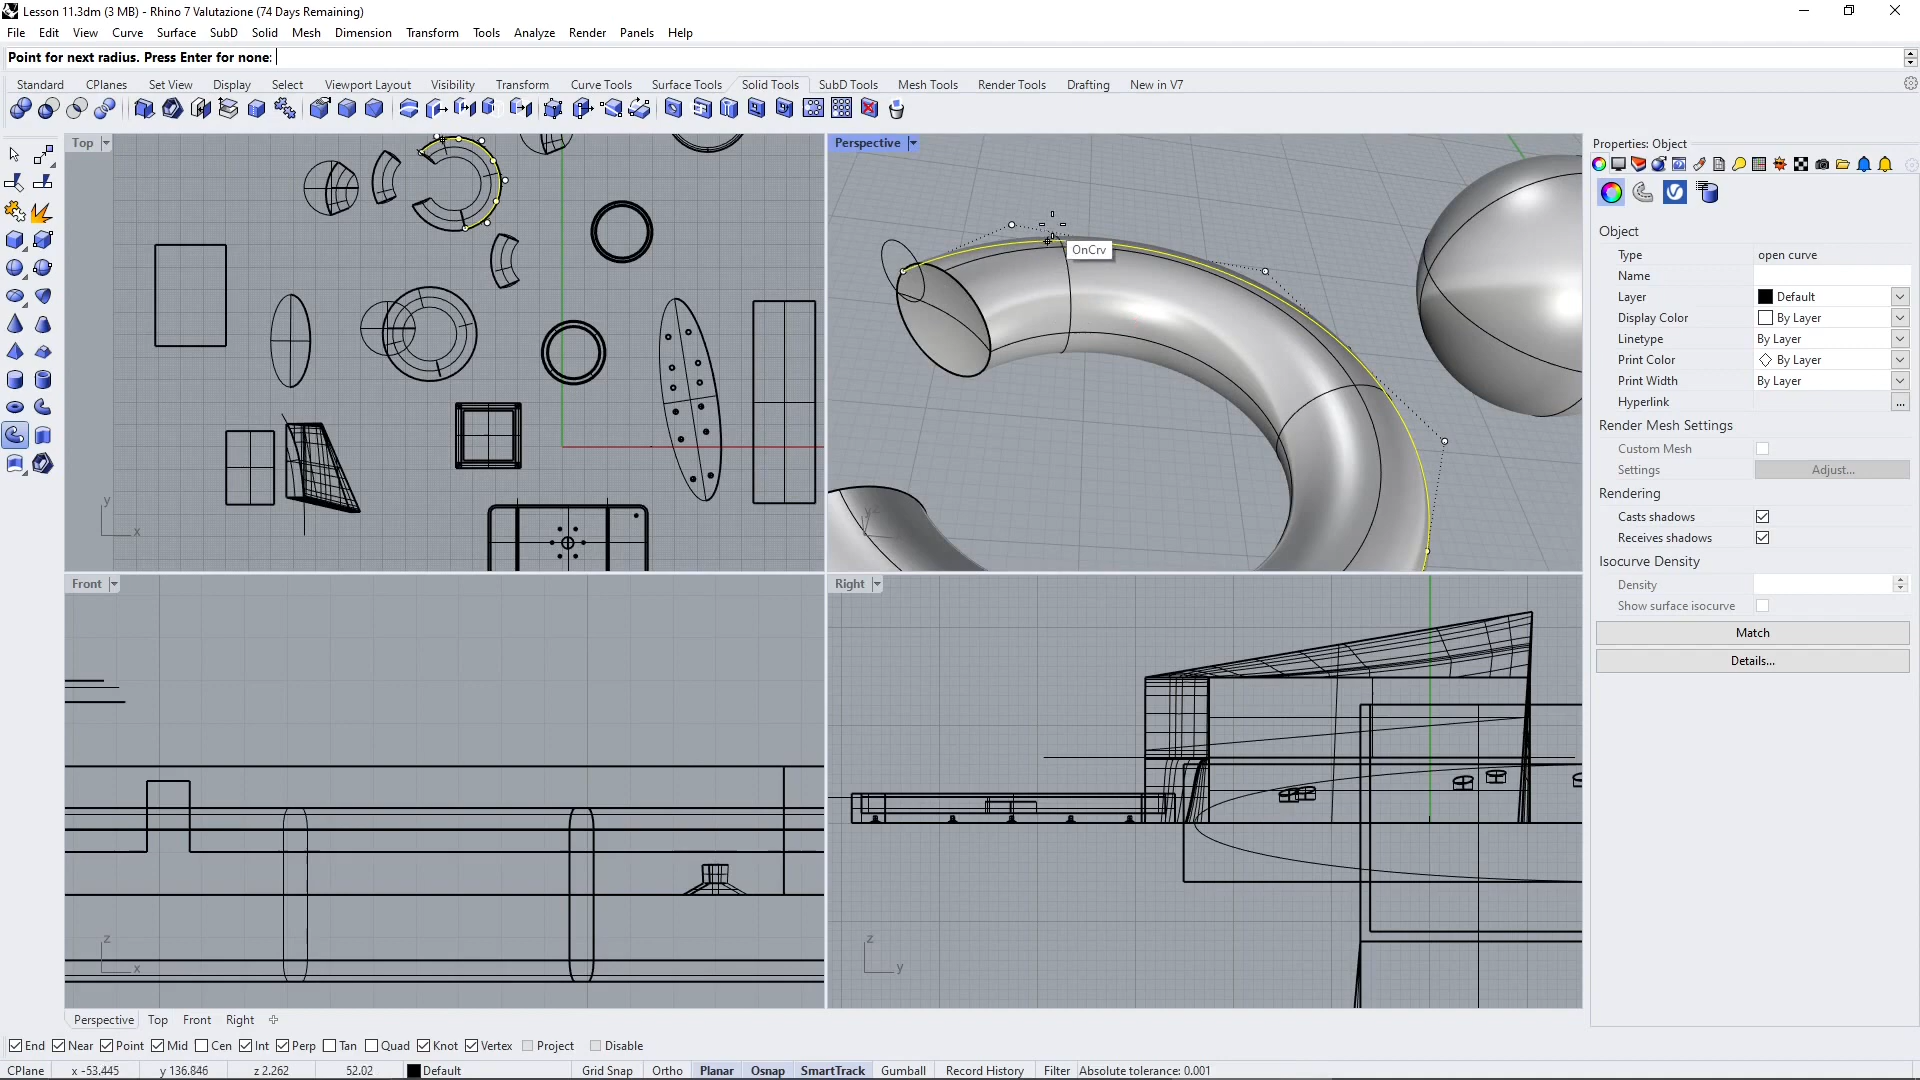 Lesson 11.3dm (3 MB) - Rhino 7 Valutazione (74 Days Remaining)
File Edit View Curve Surface SubD Solid Mesh Dimension Transform Tools Analyze Render Panels Help
Point for next radius. Press Enter for none:
Standard CPlanes Set View Display Select Viewport Layout Visibility Transform Curve Tools Surface Tools Solid Tools SubD Tools Mesh Tools Render Tools Drafting New in V7
Top
y
x
Perspective
OnCrv
Front
z
x
Right
z
y
Properties: Object
Object
Type open curve
Name
Layer Default
Display Color By Layer
Linetype By Layer
Print Color By Layer
Print Width By Layer
Hyperlink ...
Render Mesh Settings
Custom Mesh
Settings Adjust...
Rendering
Casts shadows
Receives shadows
Isocurve Density
Density
Show surface isocurve
Match
Details...
Perspective Top Front Right
End Near Point Mid Cen Int Perp Tan Quad Knot Vertex Project Disable
CPlane x -53.445 y 136.846 z 2.262 52.02 Default Grid Snap Ortho Planar Osnap SmartTrack Gumball Record History Filter Absolute tolerance: 0.001